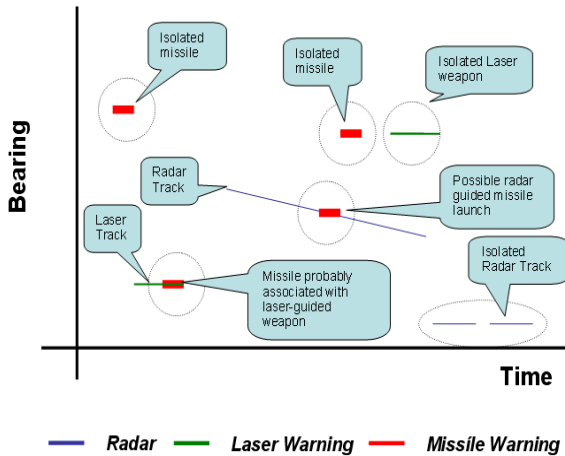 Isolated
missile
Isolated
missile
Isolated Laser
weapon
Radar
Track
Possible radar
guided missile
launch
Laser
Track
Isolated
Radar Track
Missile probably
associated with
laser-guided
weapon
Bearing
Time
Radar
Laser Warning
Missile Warning